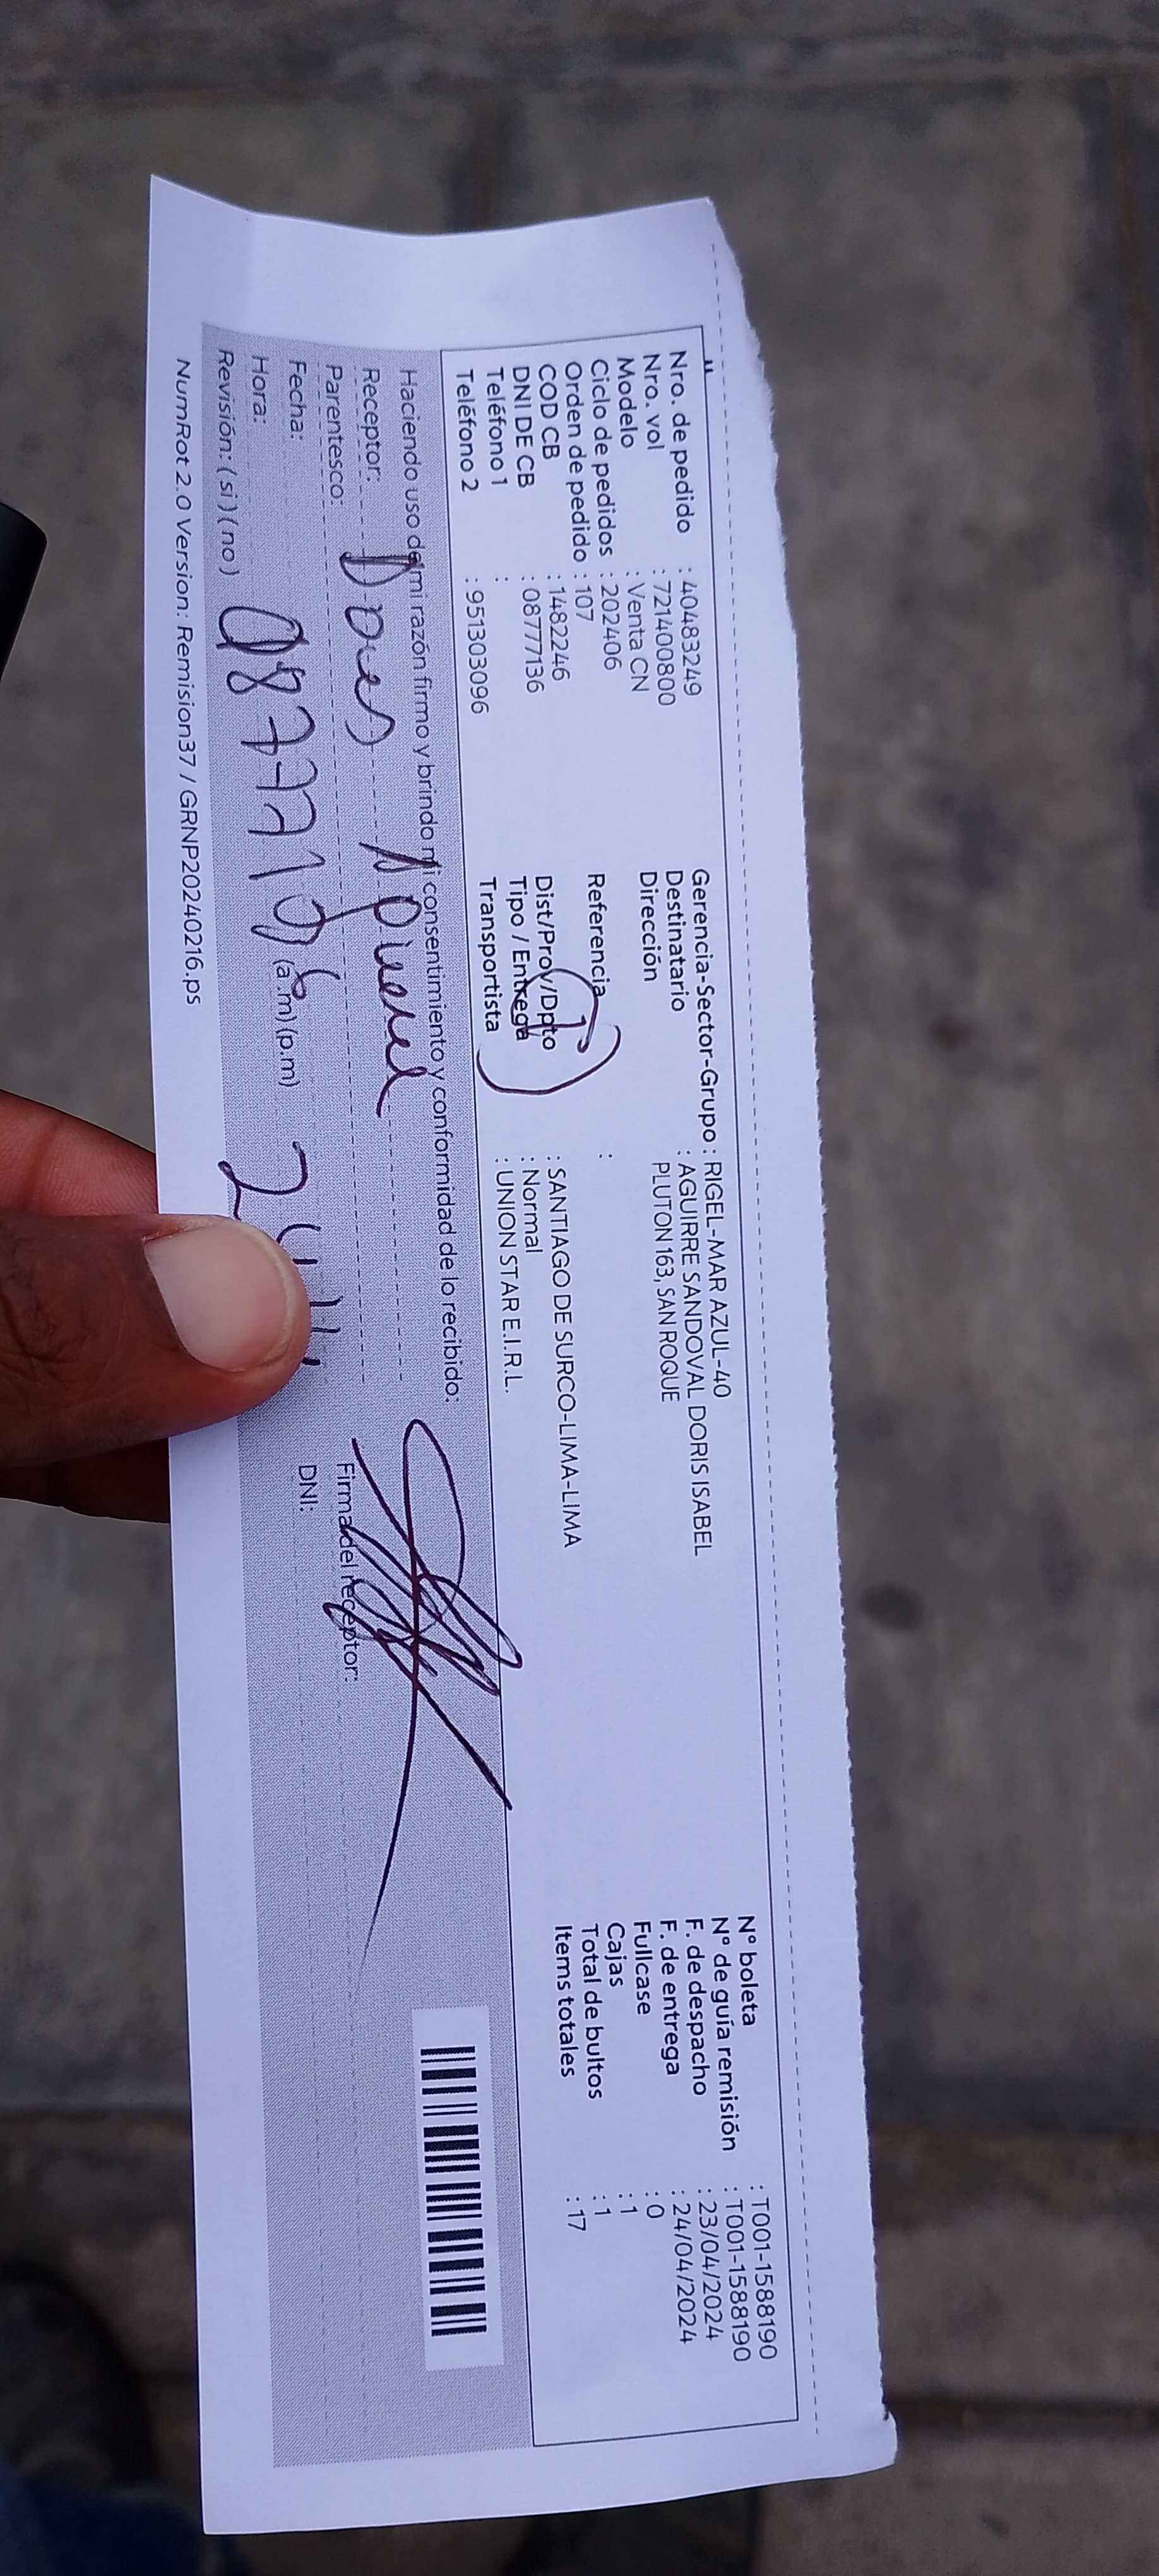 Nro. de pedido : 40483249
Nro. vol : 721400800
Modelo : Venta CN
Ciclo de pedidos : 202406
Orden de pedido : 107
COD CB : 1482246
DNI DE CB : 08777136
Teléfono 1 :
Teléfono 2 : 951303096
Gerencia-Sector-Grupo : RIGEL-MAR AZUL-40
Destinatario : AGUIRRE SANDOVAL DORIS ISABEL
Dirección PLUTON 163, SAN ROQUE
Referencia :
Dist/Prov/Dpto : SANTIAGO DE SURCO-LIMA-LIMA
Tipo / Entrega : Normal
Transportista : UNION STAR E.I.R.L.
N° boleta : T001-1588190
N° de guía remisión : T001-1588190
F. de despacho : 23/04/2024
F. de entrega : 24/04/2024
Fullcase : 0
Cajas : 1
Total de bultos : 1
Items totales : 17
Haciendo uso de mi razón firmo y brindo mi consentimiento y conformidad de lo recibido:
Receptor: Doris
Parentesco:
Fecha:
Hora: (a.m) (p.m)
Revisión: ( si ) ( no )
Firma del receptor:
DNI:
NumRot 2.0 Version: Remision37 / GRNP20240216.ps